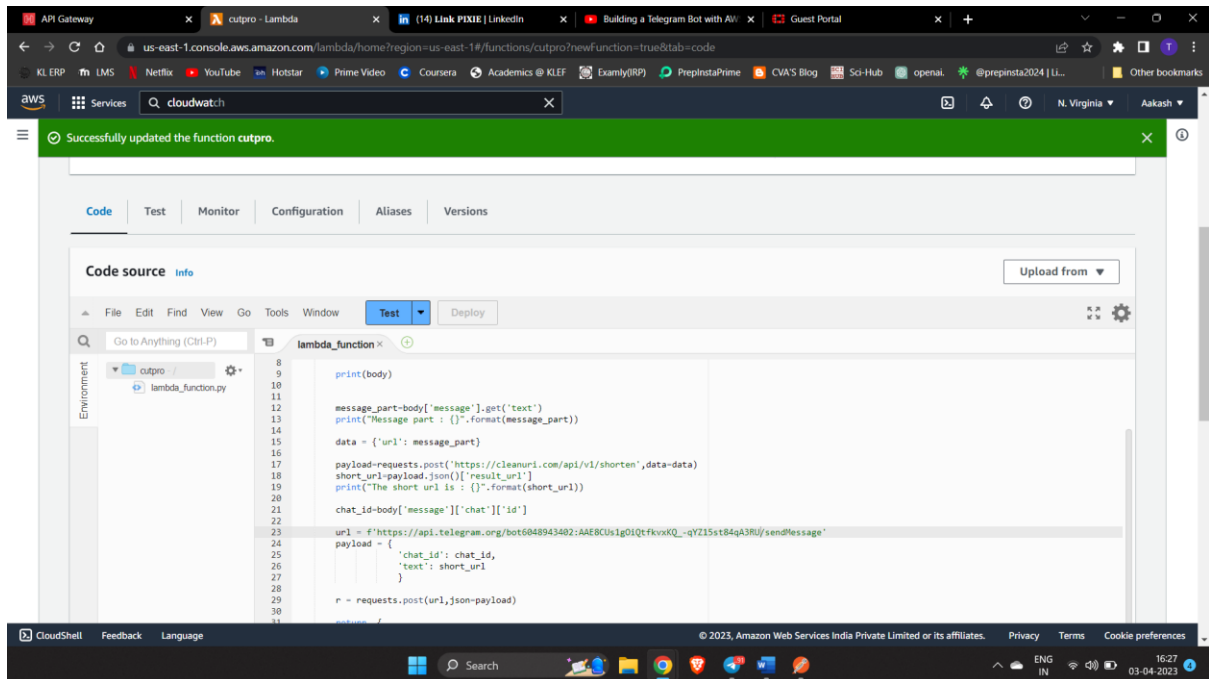 API Gateway cutpro - Lambda (14) Link PIXIE | LinkedIn Building a Telegram Bot with AW Guest Portal
us-east-1.console.aws.amazon.com/lambda/home?region=us-east-1#/functions/cutpro?newFunction=true&tab=code
KL ERP LMS Netflix YouTube Hotstar Prime Video Coursera Academics @ KLEF Examly(IRP) PrepInstaPrime CVA'S Blog Sci-Hub openai. @prepinsta2024 | Li... Other bookmarks
aws Services cloudwatch N. Virginia Aakash
Successfully updated the function cutpro.
Code Test Monitor Configuration Aliases Versions
Code source Info Upload from
File Edit Find View Go Tools Window Test Deploy
Go to Anything (Ctrl-P) lambda_function
Environment
cutpro - /
lambda_function.py
8
9 print(body)
10
11
12 message_part=body['message'].get('text')
13 print("Message part : {}".format(message_part))
14
15 data = {'url': message_part}
16
17 payload=requests.post('https://cleanuri.com/api/v1/shorten',data=data)
18 short_url=payload.json()['result_url']
19 print("The short url is : {}".format(short_url))
20
21 chat_id=body['message']['chat']['id']
22
23 url = f'https://api.telegram.org/bot6048943402:AAE8CUs1gOiQtfkvxKQ_-qYZ15st84qA3RU/sendMessage'
24 payload = {
25 'chat_id': chat_id,
26 'text': short_url
27 }
28
29 r = requests.post(url,json=payload)
30
31 return {
CloudShell Feedback Language © 2023, Amazon Web Services India Private Limited or its affiliates. Privacy Terms Cookie preferences
Search ENG IN 16:27 03-04-2023 4